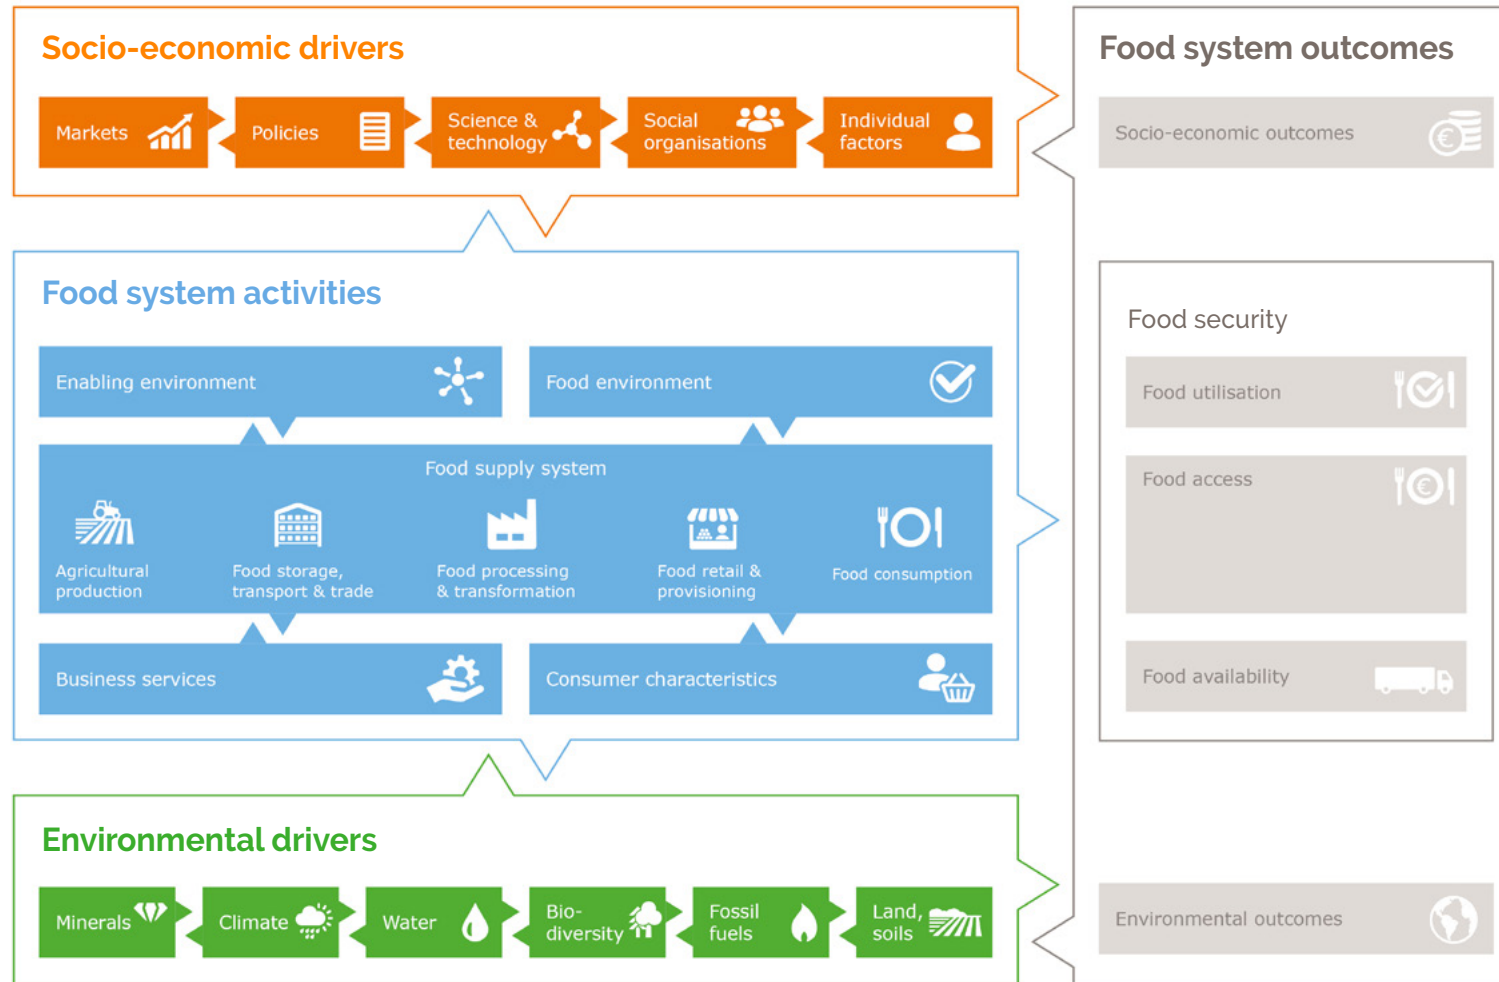 Socio-economic drivers
Markets
Policies
Science &
technology
Social
organisations
Individual
factors
Food system activities
Enabling environment
Food environment
Food supply system
Agricultural
production
Food storage,
transport & trade
Food processing
& transformation
Food retail &
provisioning
Food consumption
Business services
Consumer characteristics
Environmental drivers
Minerals
Climate
Water
Bio-
diversity
Fossil
fuels
Land,
soils
Food system outcomes
Socio-economic outcomes
€
Food security
Food utilisation
Food access
€
Food availability
Environmental outcomes